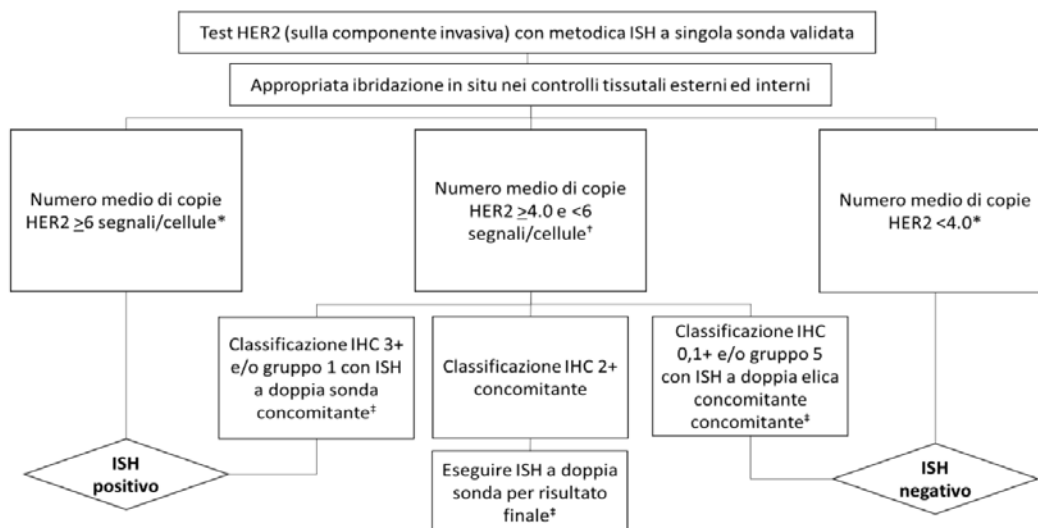 Test HER2 (sulla componente invasiva) con metodica ISH a singola sonda validata
Appropriata ibridazione in situ nei controlli tissutali esterni ed interni
Numero medio di copie
HER2 ≥6 segnali/cellule*
Numero medio di copie
HER2 ≥4.0 e <6
segnali/cellule†
Numero medio di copie
HER2 <4.0*
Classificazione IHC 3+
e/o gruppo 1 con ISH
a doppia sonda
concomitante‡
Classificazione IHC 2+
concomitante
Classificazione IHC
0,1+ e/o gruppo 5
con ISH a doppia elica
concomitante
concomitante‡
ISH
positivo
Eseguire ISH a doppia
sonda per risultato
finale‡
ISH
negativo